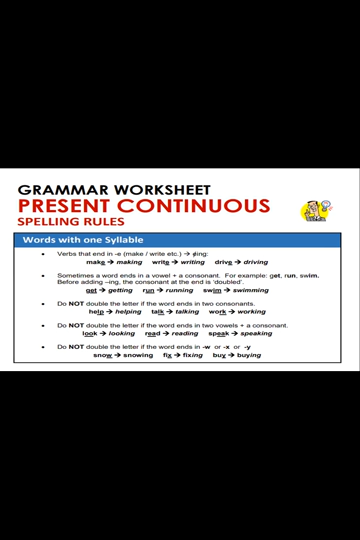 GRAMMAR WORKSHEET
PRESENT CONTINUOUS
SPELLING RULES
Words with one Syllable
• Verbs that end in -e (make / write etc.) → ing:
make → making write → writing drive → driving
• Sometimes a word ends in a vowel + a consonant. For example: get, run, swim.
Before adding –ing, the consonant at the end is 'doubled'.
get → getting run → running swim → swimming
• Do NOT double the letter if the word ends in two consonants.
help → helping talk → talking work → working
• Do NOT double the letter if the word ends in two vowels + a consonant.
look → looking read → reading speak → speaking
• Do NOT double the letter if the word ends in -w or -x or -y
snow → snowing fix → fixing buy → buying